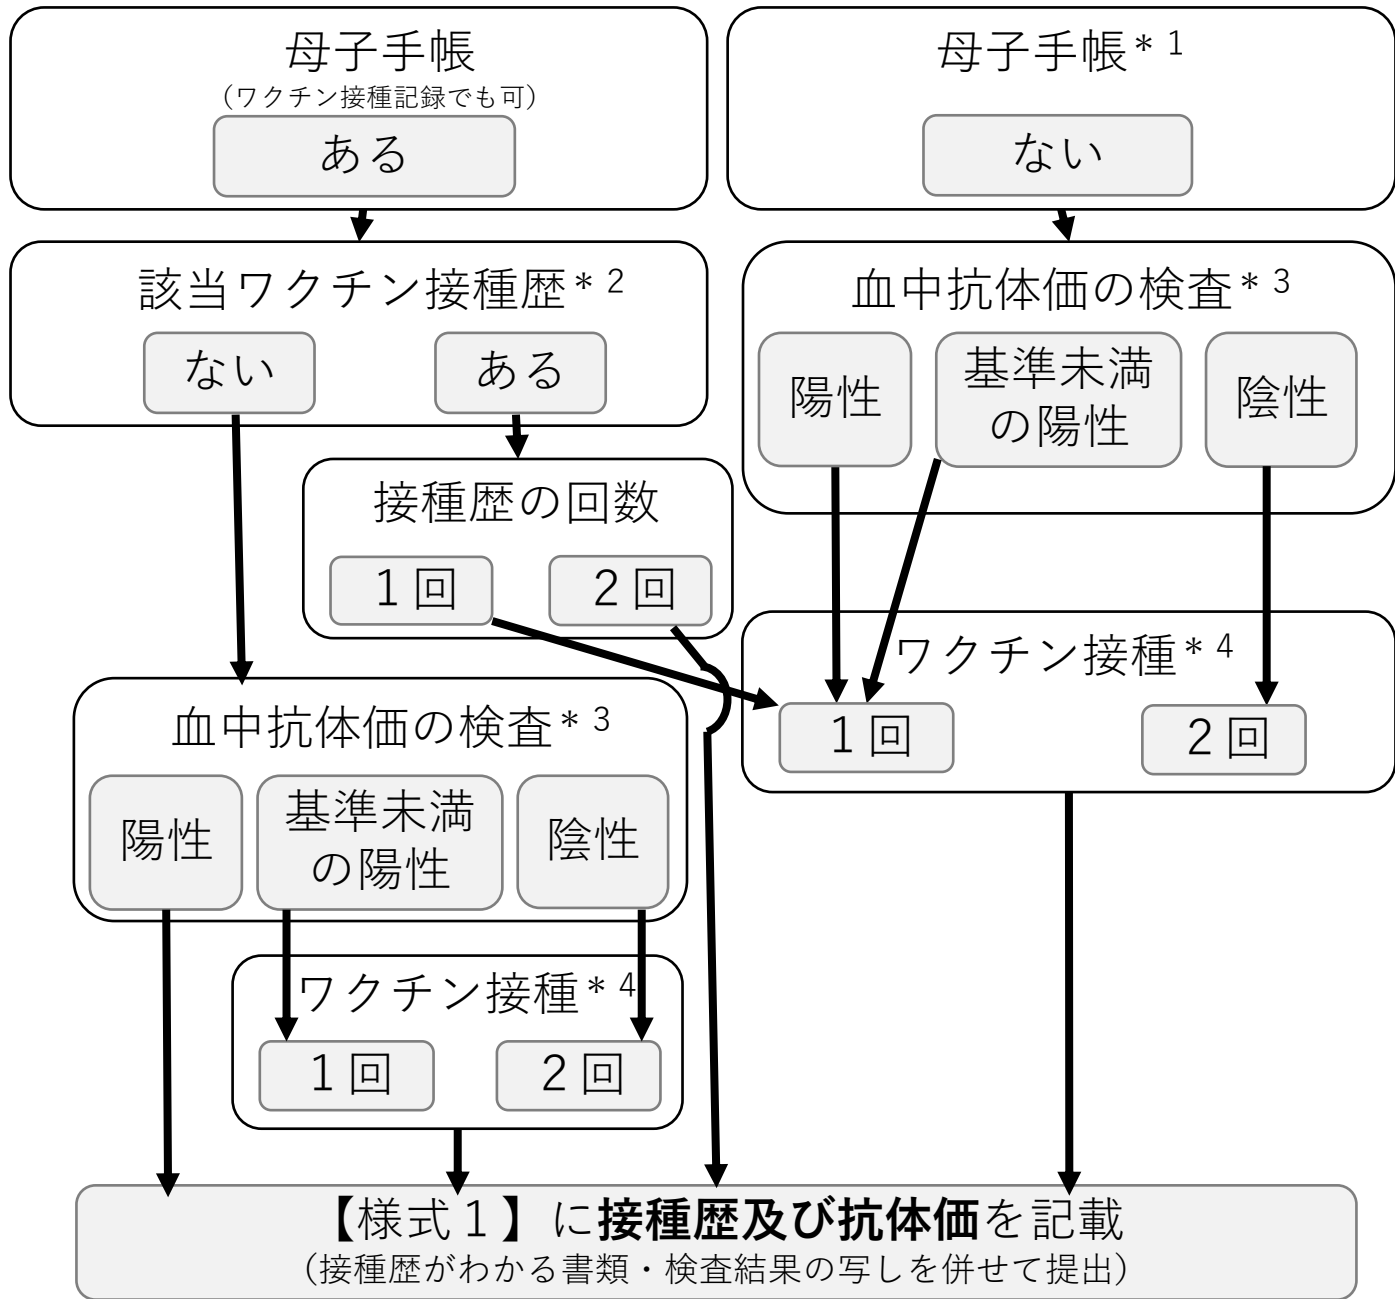 母子手帳
（ワクチン接種記録でも可）
ある
母子手帳＊1
ない
該当ワクチン接種歴＊2
ない
ある
血中抗体価の検査＊3
陽性
基準未満
の陽性
陰性
接種歴の回数
１回
２回
ワクチン接種＊4
１回
２回
血中抗体価の検査＊3
陽性
基準未満
の陽性
陰性
ワクチン接種＊4
１回
２回
【様式１】に接種歴及び抗体価を記載
（接種歴がわかる書類・検査結果の写しを併せて提出）